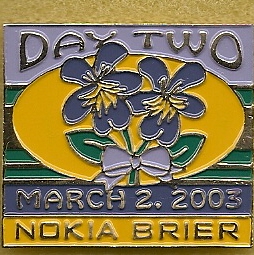 DAY TWO
MARCH 2. 2003
NOKIA BRIER